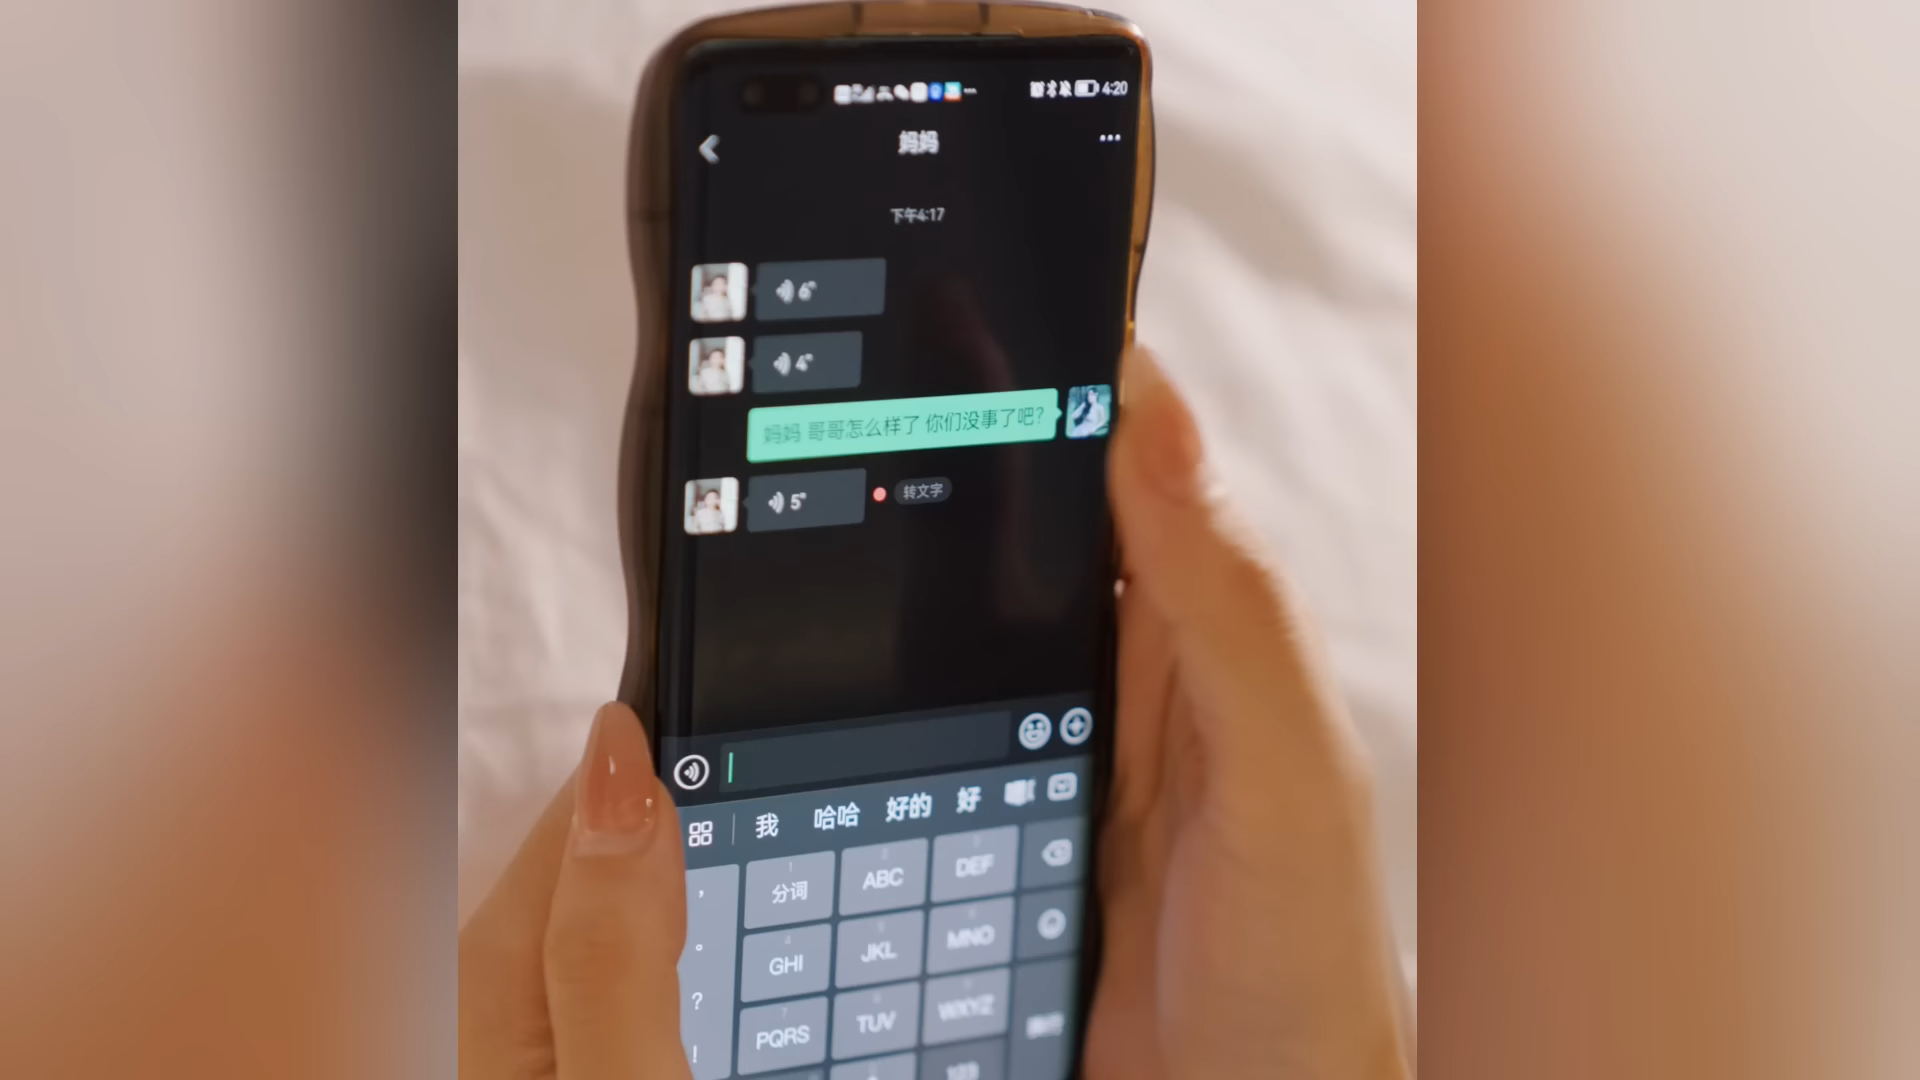 4:20
妈妈
下午4:17
6"
4"
妈妈 哥哥怎么样了 你们没事了吧?
5" 转文字
我 哈哈 好的 好
, 分词 ABC DEF
。 GHI JKL MNO
? PQRS TUV WXYZ
! 123